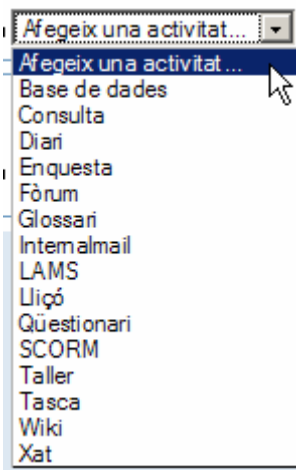 Afegeix una activitat...
Afegeix una activitat...
Base de dades
Consulta
Diari
Enquesta
Fòrum
Glossari
Internalmail
LAMS
Lliçó
Qüestionari
SCORM
Taller
Tasca
Wiki
Xat